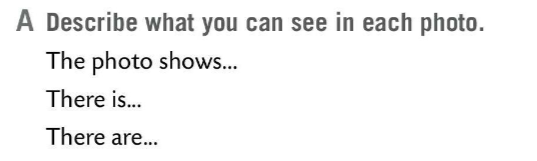 A Describe what you can see in each photo.
The photo shows...
There is...
There are...